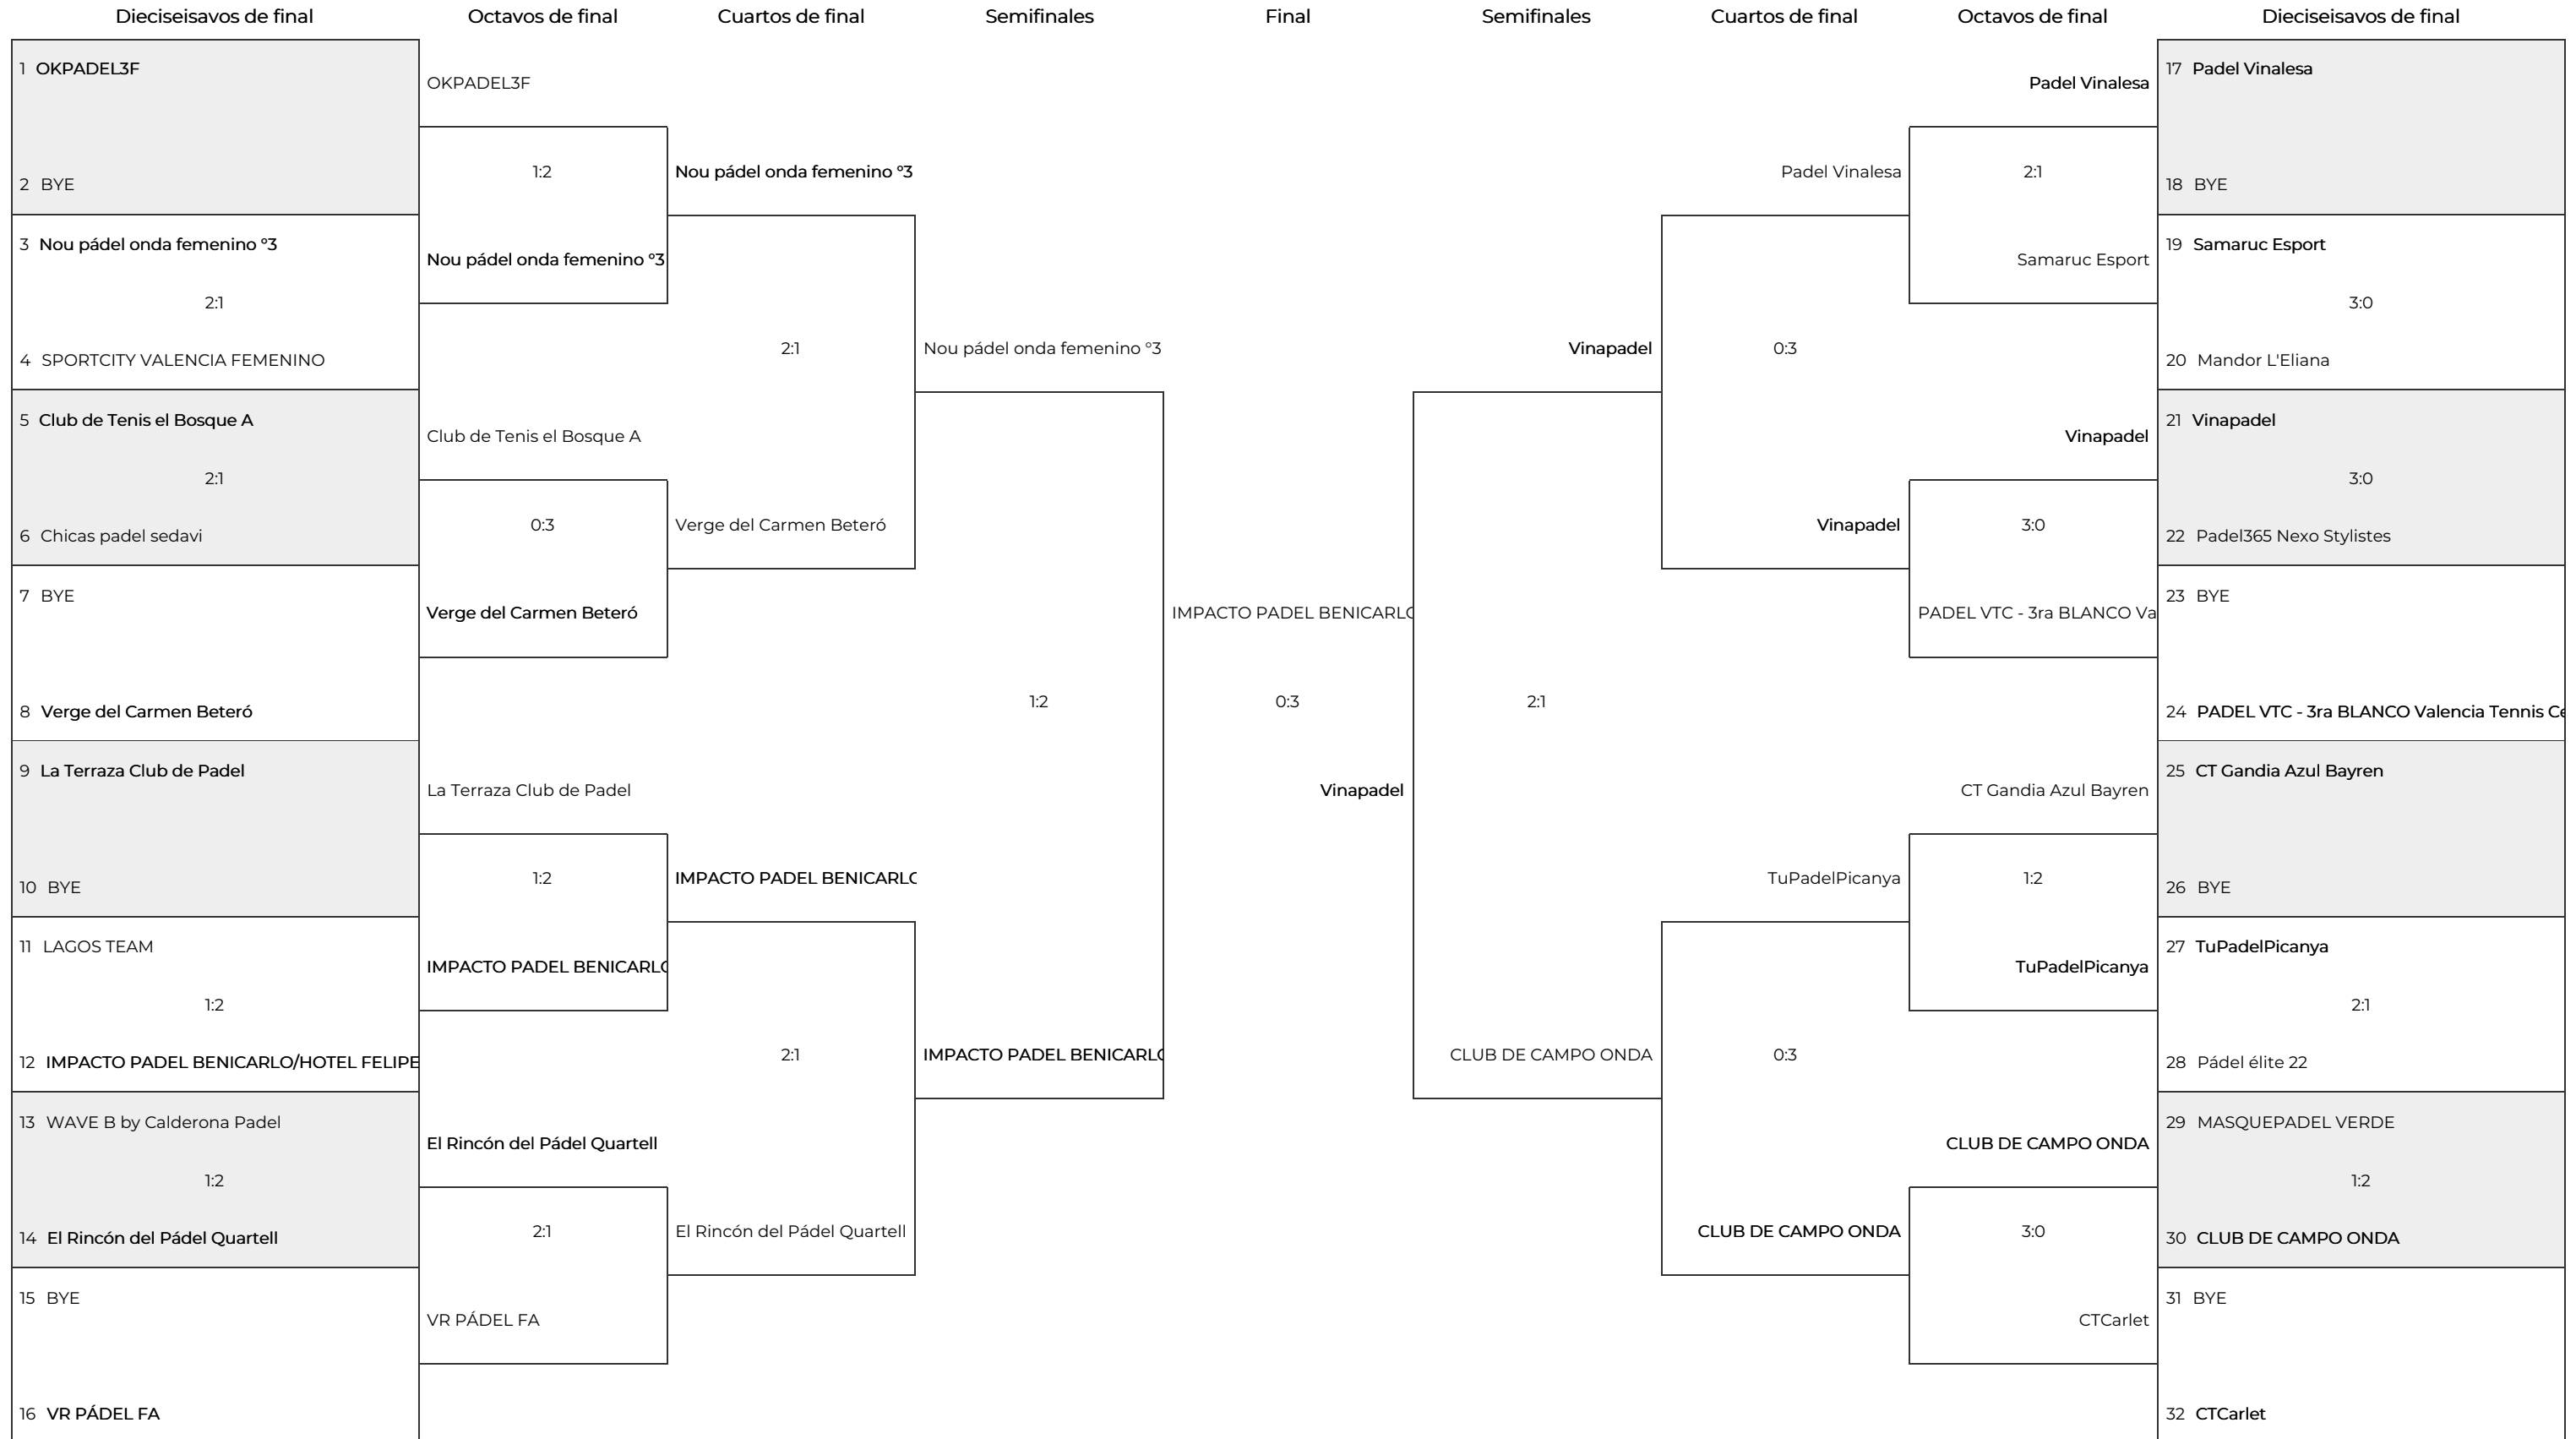 Dieciseisavos de final
Octavos de final
Cuartos de final
Semifinales
Final
Semifinales
Cuartos de final
Octavos de final
Dieciseisavos de final
1 OKPADEL3F
2 BYE
3 Nou pádel onda femenino º3
2:1
4 SPORTCITY VALENCIA FEMENINO
5 Club de Tenis el Bosque A
2:1
6 Chicas padel sedavi
7 BYE
8 Verge del Carmen Beteró
9 La Terraza Club de Padel
10 BYE
11 LAGOS TEAM
1:2
12 IMPACTO PADEL BENICARLO/HOTEL FELIPE
13 WAVE B by Calderona Padel
1:2
14 El Rincón del Pádel Quartell
15 BYE
16 VR PÁDEL FA
OKPADEL3F
1:2
Nou pádel onda femenino º3
Club de Tenis el Bosque A
0:3
Verge del Carmen Beteró
La Terraza Club de Padel
1:2
IMPACTO PADEL BENICARLO
El Rincón del Pádel Quartell
2:1
VR PÁDEL FA
Nou pádel onda femenino º3
2:1
Verge del Carmen Beteró
IMPACTO PADEL BENICARLO
2:1
El Rincón del Pádel Quartell
Nou pádel onda femenino º3
1:2
IMPACTO PADEL BENICARLO
IMPACTO PADEL BENICARLO
0:3
Vinapadel
Vinapadel
2:1
CLUB DE CAMPO ONDA
Padel Vinalesa
0:3
Vinapadel
TuPadelPicanya
0:3
CLUB DE CAMPO ONDA
Padel Vinalesa
2:1
Samaruc Esport
Vinapadel
3:0
PADEL VTC - 3ra BLANCO Va
CT Gandia Azul Bayren
1:2
TuPadelPicanya
CLUB DE CAMPO ONDA
3:0
CTCarlet
17 Padel Vinalesa
18 BYE
19 Samaruc Esport
3:0
20 Mandor L'Eliana
21 Vinapadel
3:0
22 Padel365 Nexo Stylistes
23 BYE
24 PADEL VTC - 3ra BLANCO Valencia Tennis Ce
25 CT Gandia Azul Bayren
26 BYE
27 TuPadelPicanya
2:1
28 Pádel élite 22
29 MASQUEPADEL VERDE
1:2
30 CLUB DE CAMPO ONDA
31 BYE
32 CTCarlet